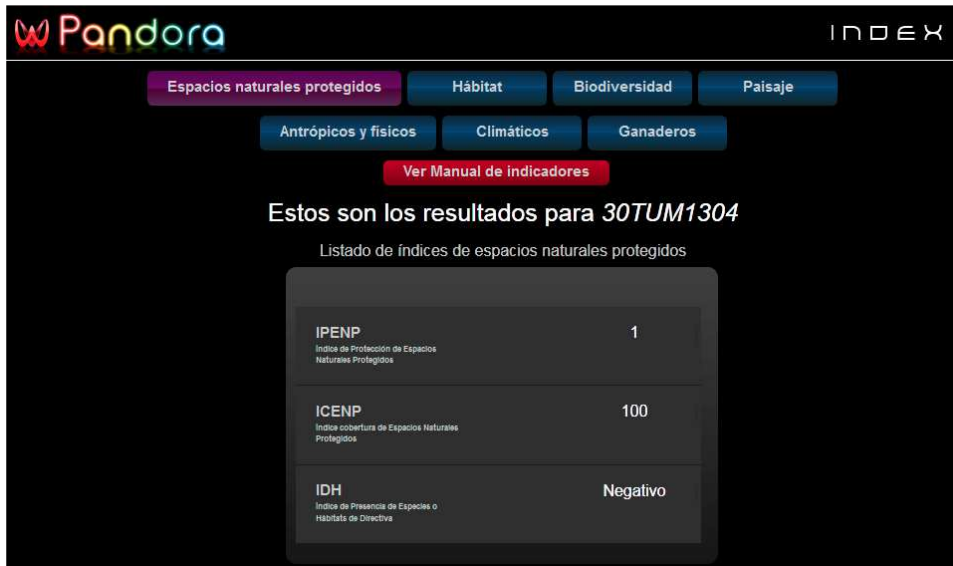 Pandora
INDEX
Espacios naturales protegidos Hábitat Biodiversidad Paisaje
Antrópicos y físicos Climáticos Ganaderos
Ver Manual de indicadores
Estos son los resultados para 30TUM1304
Listado de índices de espacios naturales protegidos
IPENP 1
Índice de Protección de Espacios
Naturales Protegidos
ICENP 100
Índice cobertura de Espacios Naturales
Protegidos
IDH Negativo
Índice de Presencia de Especies o
Hábitats de Directiva